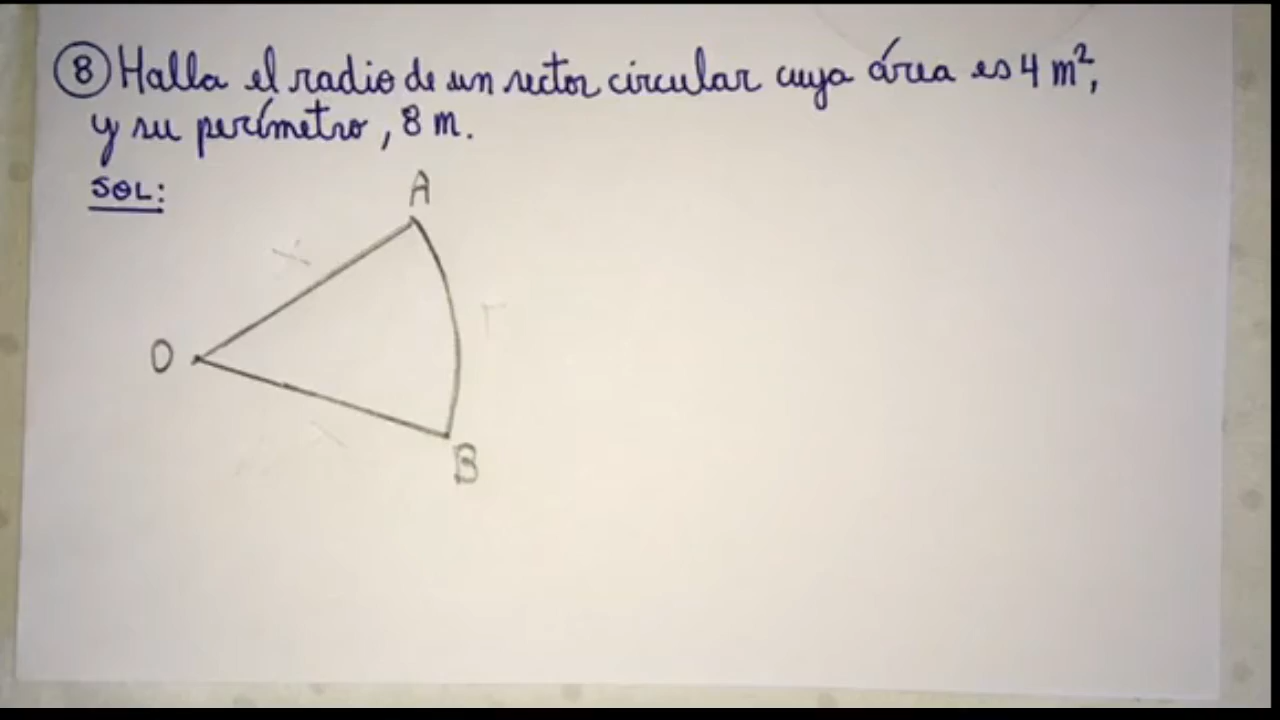 8 Halla el radio de un sector circular cuya área es 4 m²,
y su perímetro, 8 m.
SOL:
A
O
B